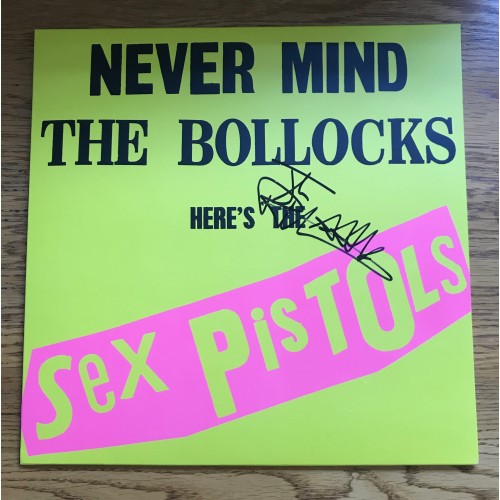 NEVER MIND
THE BOLLOCKS
HERE'S THE
Sex PisTOLs